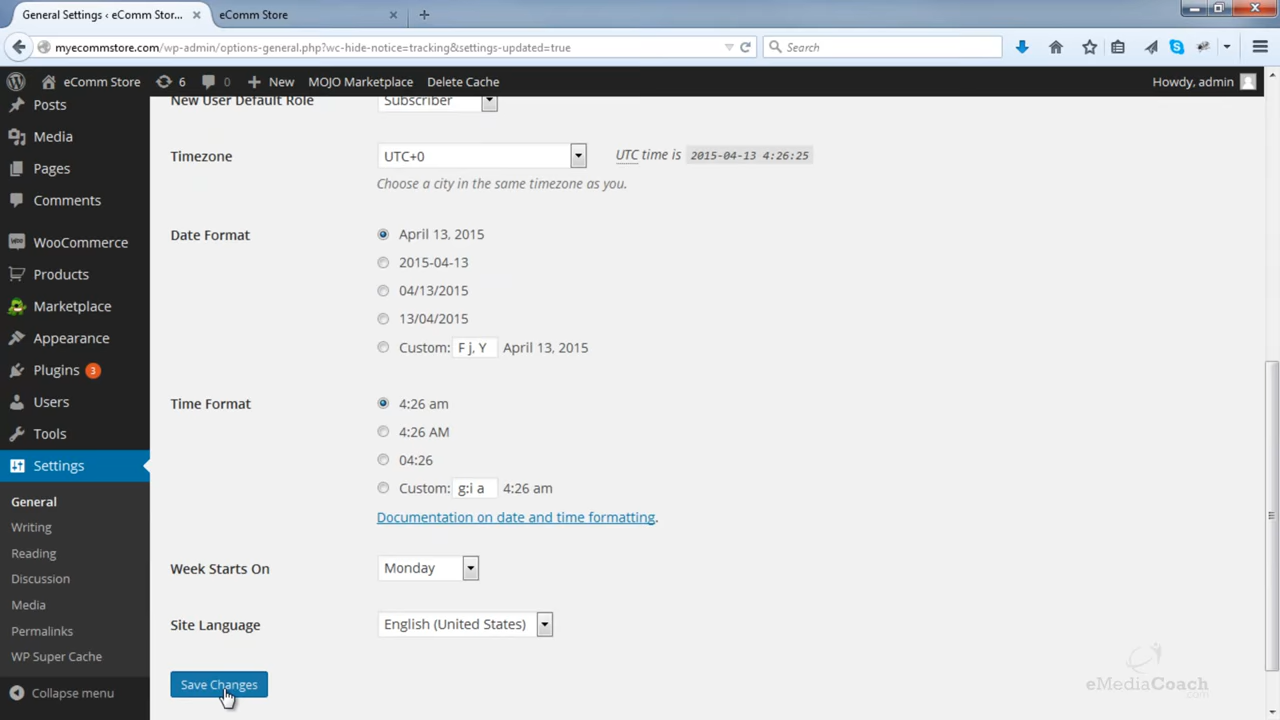 General Settings ‹ eComm Stor...
eComm Store
myecommstore.com/wp-admin/options-general.php?wc-hide-notice=tracking&settings-updated=true
Search
eComm Store
6
0
New
MOJO Marketplace
Delete Cache
Howdy, admin
Posts
Media
Pages
Comments
WooCommerce
Products
Marketplace
Appearance
Plugins 3
Users
Tools
Settings
General
Writing
Reading
Discussion
Media
Permalinks
WP Super Cache
Collapse menu
New User Default Role
Subscriber
Timezone
UTC+0
UTC time is 2015-04-13 4:26:25
Choose a city in the same timezone as you.
Date Format
April 13, 2015
2015-04-13
04/13/2015
13/04/2015
Custom: F j, Y April 13, 2015
Time Format
4:26 am
4:26 AM
04:26
Custom: g:i a 4:26 am
Documentation on date and time formatting.
Week Starts On
Monday
Site Language
English (United States)
Save Changes
eMediaCoach
.com